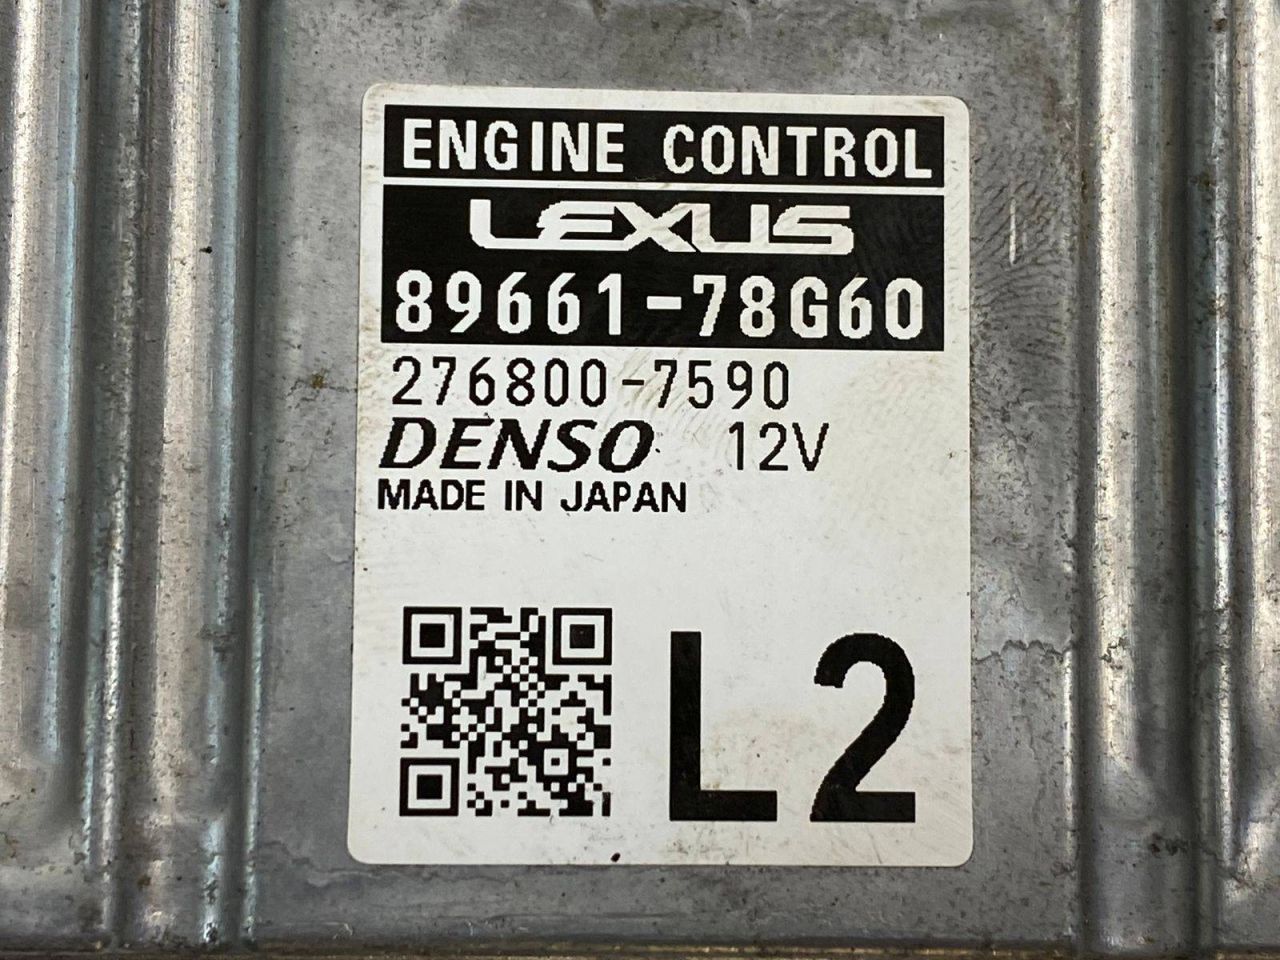 ENGINE CONTROL
LEXUS
89661-78G60
276800-7590
DENSO 12V
MADE IN JAPAN
L2